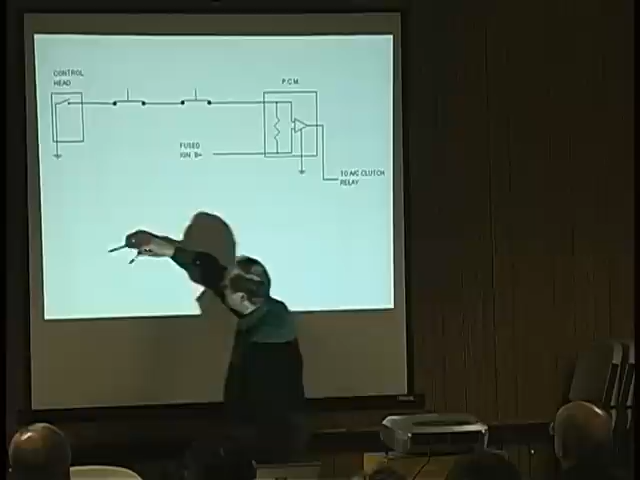 CONTROL
HEAD
P.C.M.
FUSED
IGN. B+
TO A/C CLUTCH
RELAY